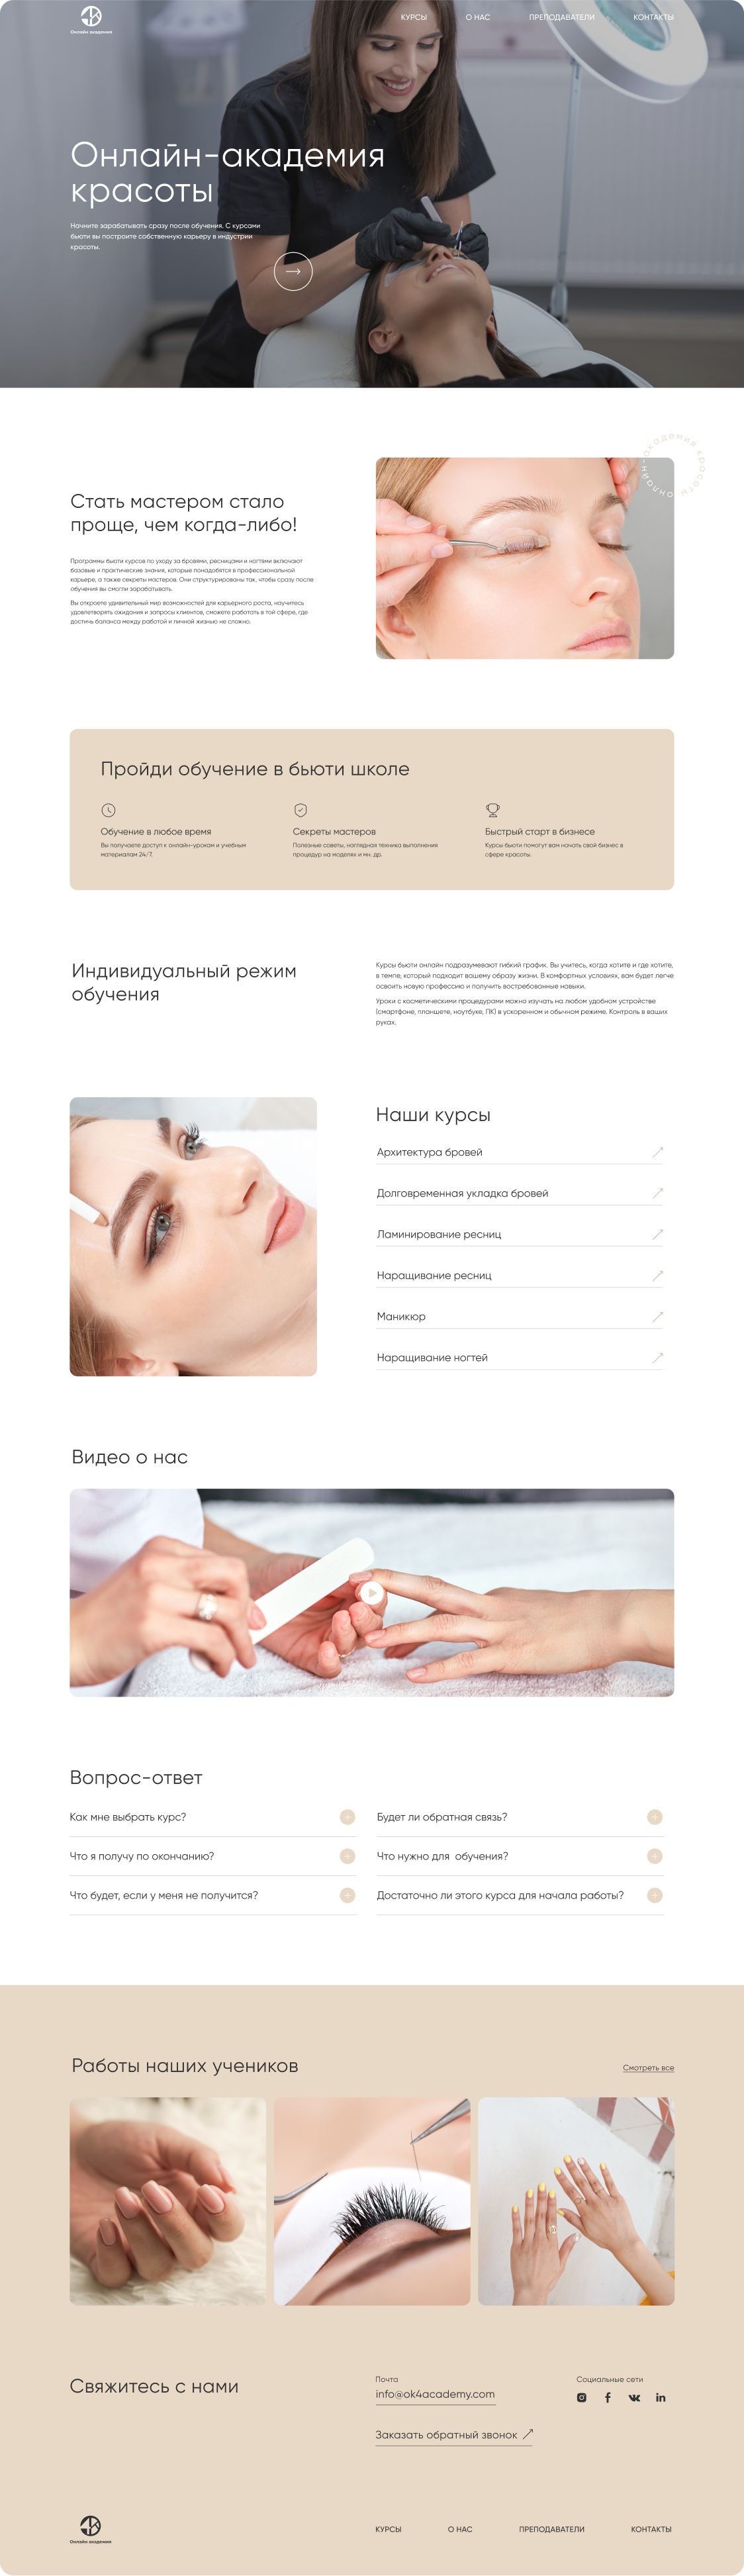 Онлайн академия
КУРСЫ О НАС ПРЕПОДАВАТЕЛИ КОНТАКТЫ
Онлайн-академия
красоты
Начните зарабатывать сразу после обучения. С курсами
бьюти вы построите собственную карьеру в индустрии
красоты.
онлайн-академия красоты
Стать мастером стало
проще, чем когда-либо!
Программы бьюти курсов по уходу за бровями, ресницами и ногтями включают
базовые и практические знания, которые понадобятся в профессиональной
карьере, а также секреты мастеров. Они структурированы так, чтобы сразу после
обучения вы смогли зарабатывать.
Вы откроете удивительный мир возможностей для карьерного роста, научитесь
удовлетворять ожидания и запросы клиентов, сможете работать в той сфере, где
достичь баланса между работой и личной жизнью не сложно.
Пройди обучение в бьюти школе
Обучение в любое время
Вы получаете доступ к онлайн-урокам и учебным
материалам 24/7.
Секреты мастеров
Полезные советы, наглядная техника выполнения
процедур на моделях и мн. др.
Быстрый старт в бизнесе
Курсы бьюти помогут вам начать свой бизнес в
сфере красоты.
Индивидуальный режим
обучения
Курсы бьюти онлайн подразумевают гибкий график. Вы учитесь, когда хотите и где хотите,
в темпе, который подходит вашему образу жизни. В комфортных условиях, вам будет легче
освоить новую профессию и получить востребованные навыки.
Уроки с косметическими процедурами можно изучать на любом удобном устройстве
(смартфоне, планшете, ноутбуке, ПК) в ускоренном и обычном режиме. Контроль в ваших
руках.
Наши курсы
Архитектура бровей
Долговременная укладка бровей
Ламинирование ресниц
Наращивание ресниц
Маникюр
Наращивание ногтей
Видео о нас
Вопрос-ответ
Как мне выбрать курс?
Что я получу по окончанию?
Что будет, если у меня не получится?
Будет ли обратная связь?
Что нужно для обучения?
Достаточно ли этого курса для начала работы?
Работы наших учеников
Смотреть все
Свяжитесь с нами
Почта
info@ok4academy.com
Заказать обратный звонок
Социальные сети
Онлайн академия
КУРСЫ О НАС ПРЕПОДАВАТЕЛИ КОНТАКТЫ